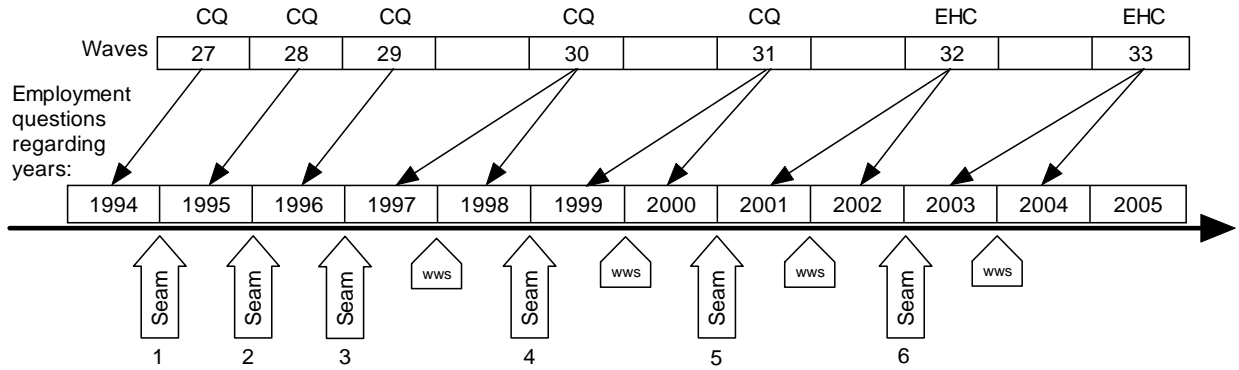 CQ CQ CQ CQ CQ EHC EHC
Waves 27 28 29 30 31 32 33
Employment
questions
regarding
years:
1994 1995 1996 1997 1998 1999 2000 2001 2002 2003 2004 2005
Seam Seam Seam wws Seam wws Seam wws Seam wws
1 2 3 4 5 6